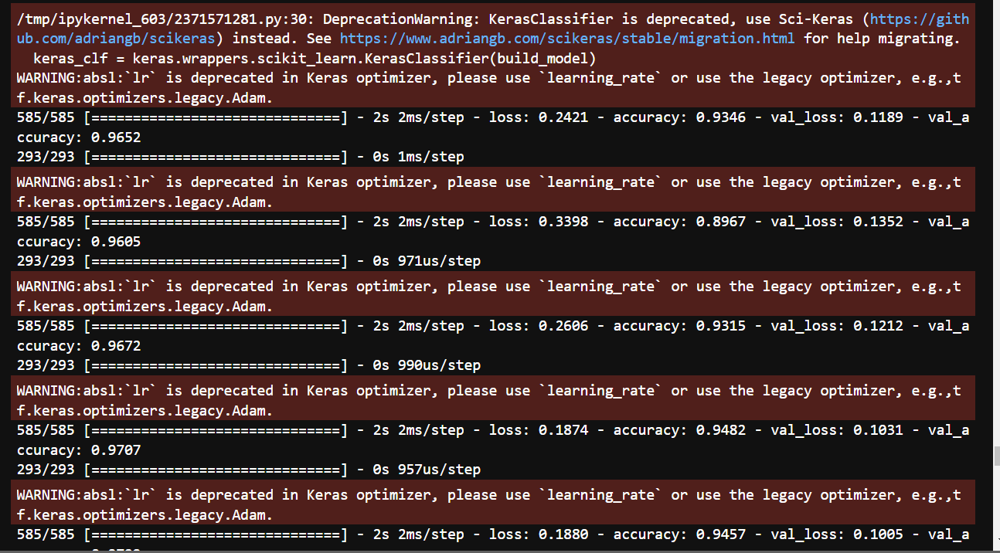 /tmp/ipykernel_603/2371571281.py:30: DeprecationWarning: KerasClassifier is deprecated, use Sci-Keras (https://gith
ub.com/adriangb/scikeras) instead. See https://www.adriangb.com/scikeras/stable/migration.html for help migrating.
  keras_clf = keras.wrappers.scikit_learn.KerasClassifier(build_model)
WARNING:absl:`lr` is deprecated in Keras optimizer, please use `learning_rate` or use the legacy optimizer, e.g.,t
f.keras.optimizers.legacy.Adam.
585/585 [==============================] - 2s 2ms/step - loss: 0.2421 - accuracy: 0.9346 - val_loss: 0.1189 - val_a
ccuracy: 0.9652
293/293 [==============================] - 0s 1ms/step
WARNING:absl:`lr` is deprecated in Keras optimizer, please use `learning_rate` or use the legacy optimizer, e.g.,t
f.keras.optimizers.legacy.Adam.
585/585 [==============================] - 2s 2ms/step - loss: 0.3398 - accuracy: 0.8967 - val_loss: 0.1352 - val_a
ccuracy: 0.9605
293/293 [==============================] - 0s 971us/step
WARNING:absl:`lr` is deprecated in Keras optimizer, please use `learning_rate` or use the legacy optimizer, e.g.,t
f.keras.optimizers.legacy.Adam.
585/585 [==============================] - 2s 2ms/step - loss: 0.2606 - accuracy: 0.9315 - val_loss: 0.1212 - val_a
ccuracy: 0.9672
293/293 [==============================] - 0s 990us/step
WARNING:absl:`lr` is deprecated in Keras optimizer, please use `learning_rate` or use the legacy optimizer, e.g.,t
f.keras.optimizers.legacy.Adam.
585/585 [==============================] - 2s 2ms/step - loss: 0.1874 - accuracy: 0.9482 - val_loss: 0.1031 - val_a
ccuracy: 0.9707
293/293 [==============================] - 0s 957us/step
WARNING:absl:`lr` is deprecated in Keras optimizer, please use `learning_rate` or use the legacy optimizer, e.g.,t
f.keras.optimizers.legacy.Adam.
585/585 [==============================] - 2s 2ms/step - loss: 0.1880 - accuracy: 0.9457 - val_loss: 0.1005 - val_a